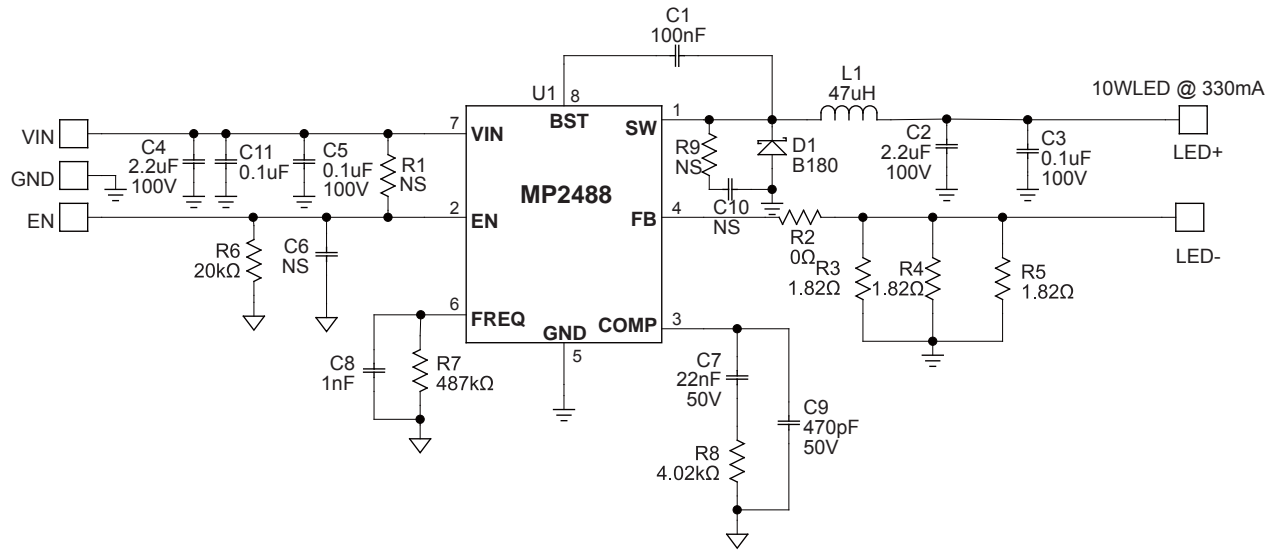 C1
100nF
L1
47uH
10WLED @ 330mA
U1
8
BST
VIN
7
VIN
SW
1
C4
2.2uF
100V
C11
0.1uF
C5
0.1uF
100V
R1
NS
R9
NS
D1
B180
C2
2.2uF
100V
C3
0.1uF
100V
LED+
GND
MP2488
EN
2
EN
FB
4
C10
NS
R2
0Ω
LED-
R6
20kΩ
C6
NS
R3
1.82Ω
R4
1.82Ω
R5
1.82Ω
6
FREQ
GND
5
COMP
3
C8
1nF
R7
487kΩ
C7
22nF
50V
C9
470pF
50V
R8
4.02kΩ